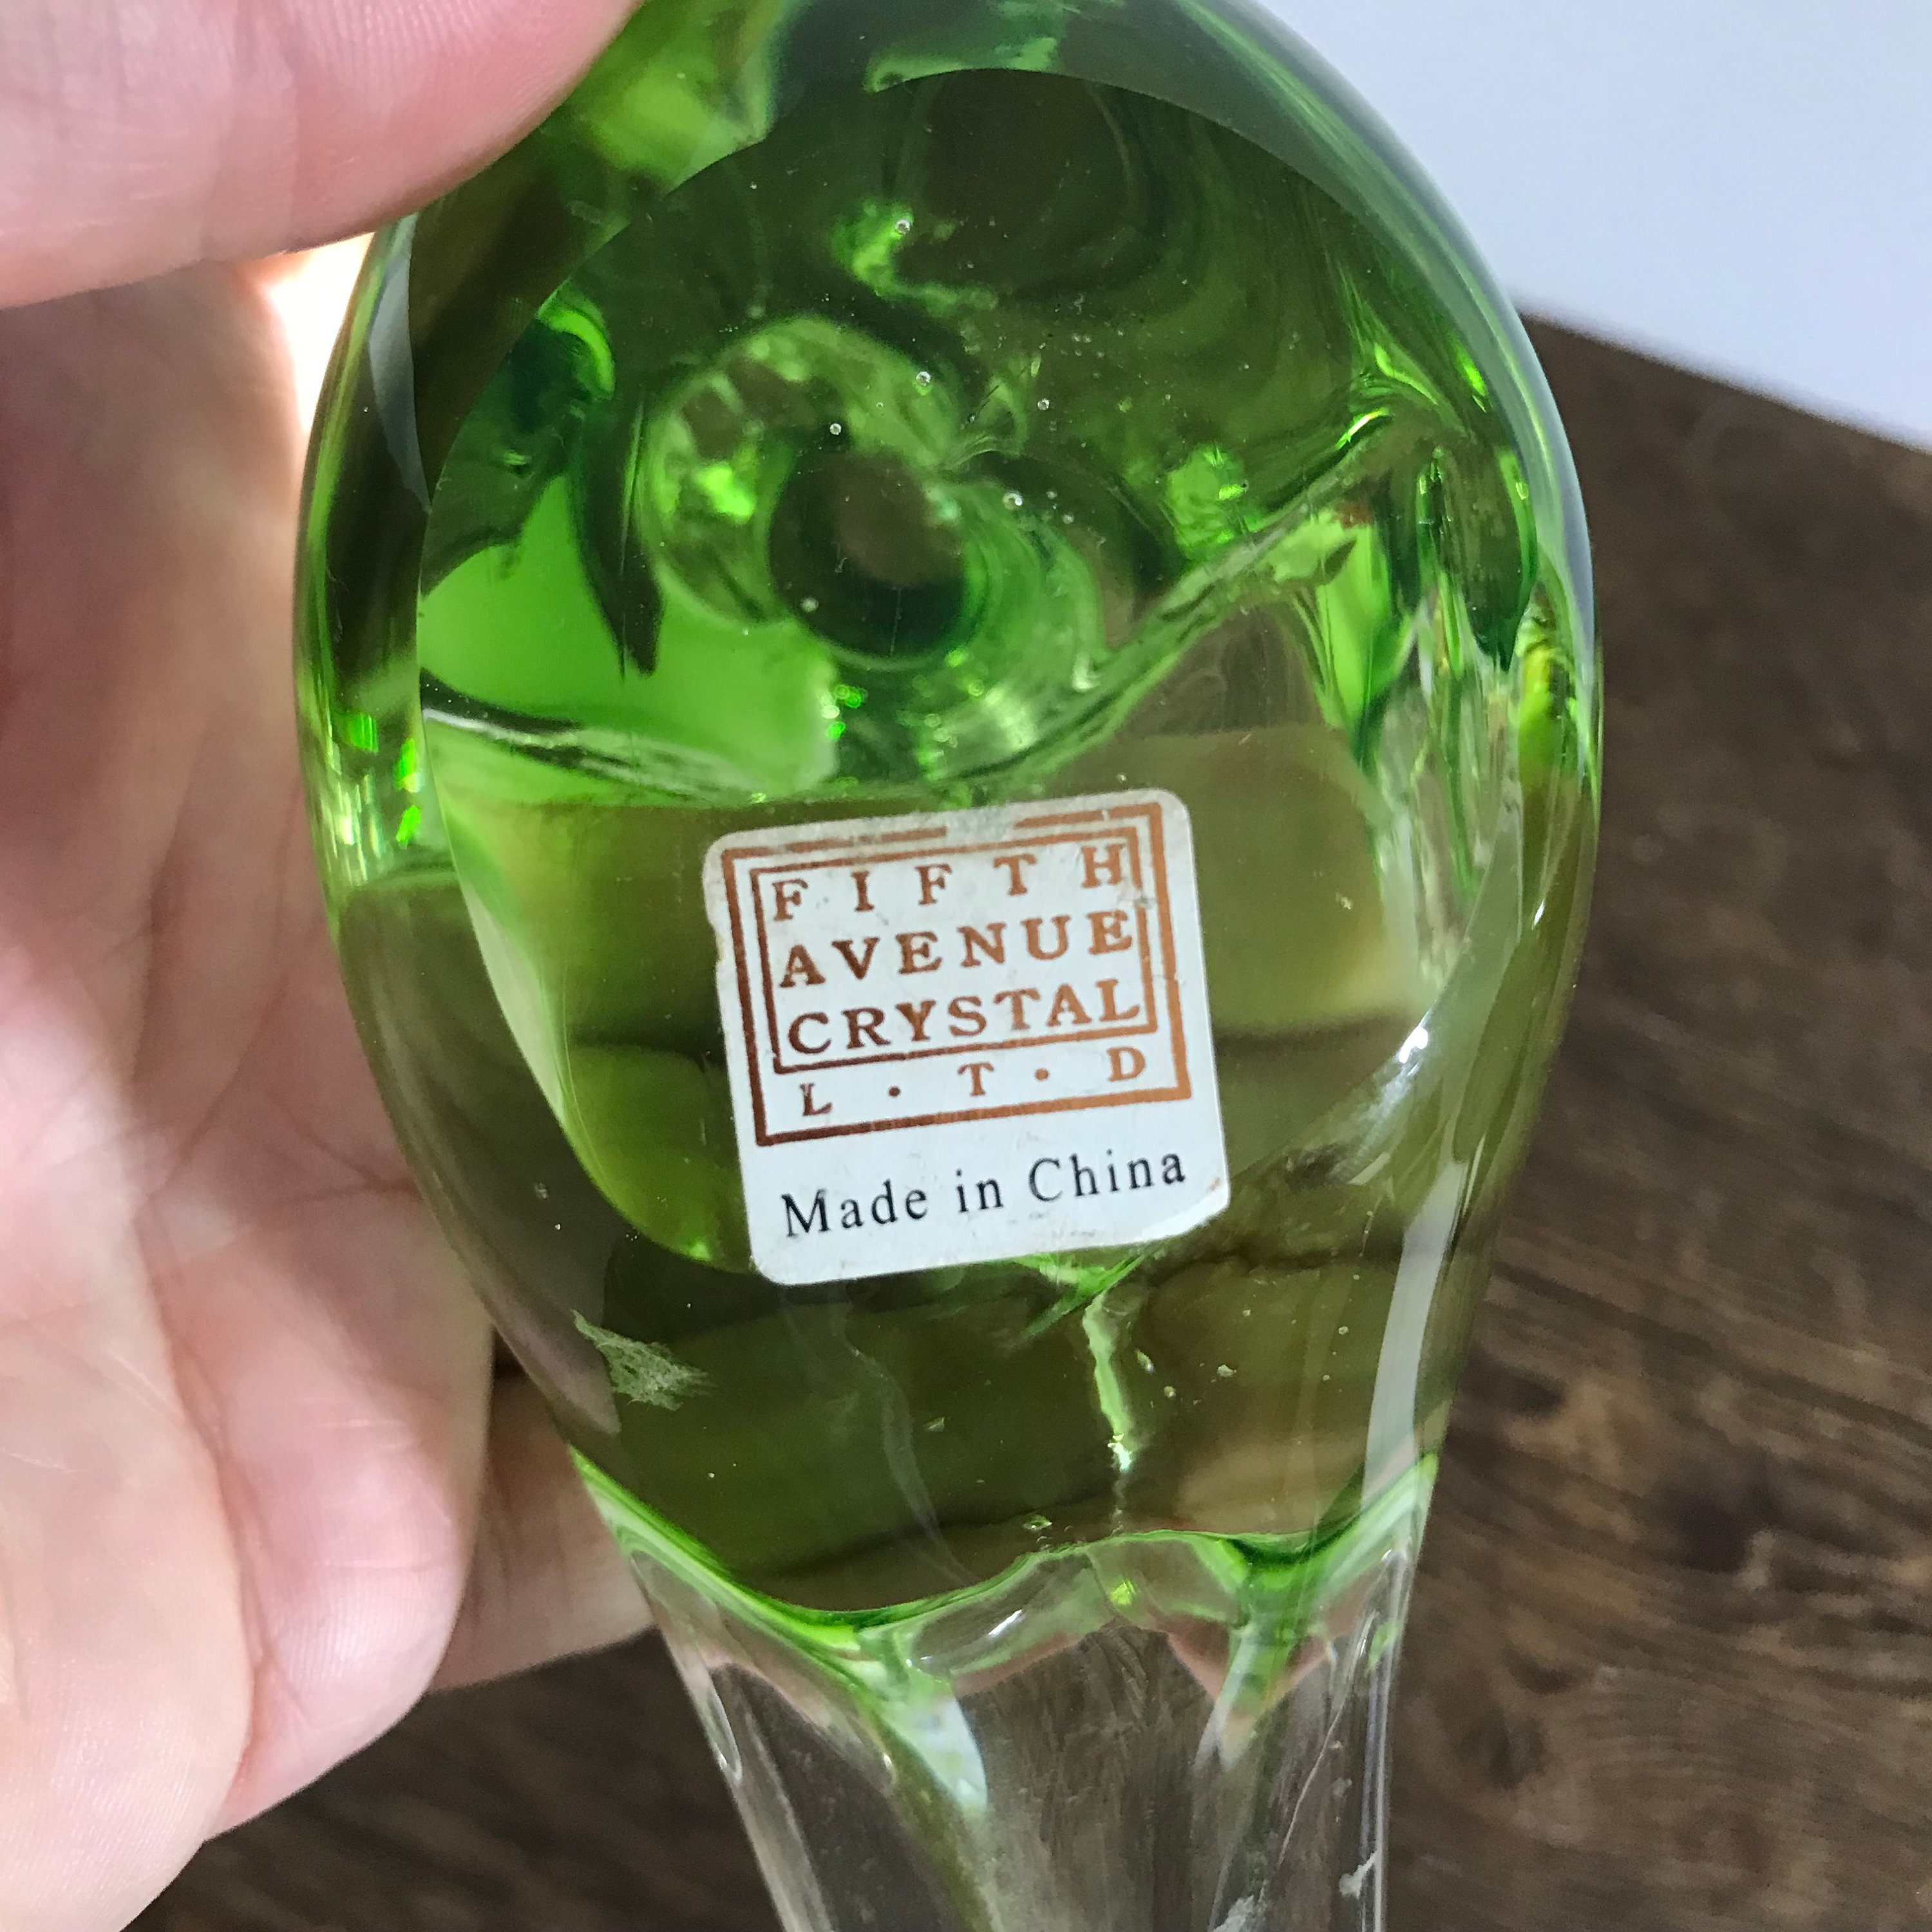 FIFTH
AVENUE
CRYSTAL
L·T·D
Made in China